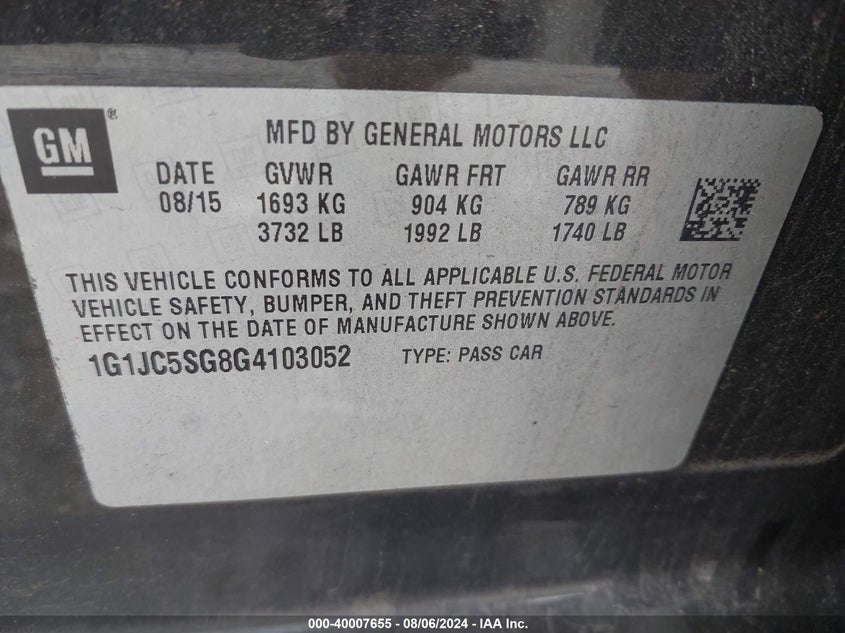 GM®
MFD BY GENERAL MOTORS LLC
DATE GVWR GAWR FRT GAWR RR
08/15 1693 KG 904 KG 789 KG
3732 LB 1992 LB 1740 LB
THIS VEHICLE CONFORMS TO ALL APPLICABLE U.S. FEDERAL MOTOR
VEHICLE SAFETY, BUMPER, AND THEFT PREVENTION STANDARDS IN
EFFECT ON THE DATE OF MANUFACTURE SHOWN ABOVE.
1G1JC5SG8G4103052 TYPE: PASS CAR
000-40007655 - 08/06/2024 - IAA Inc.